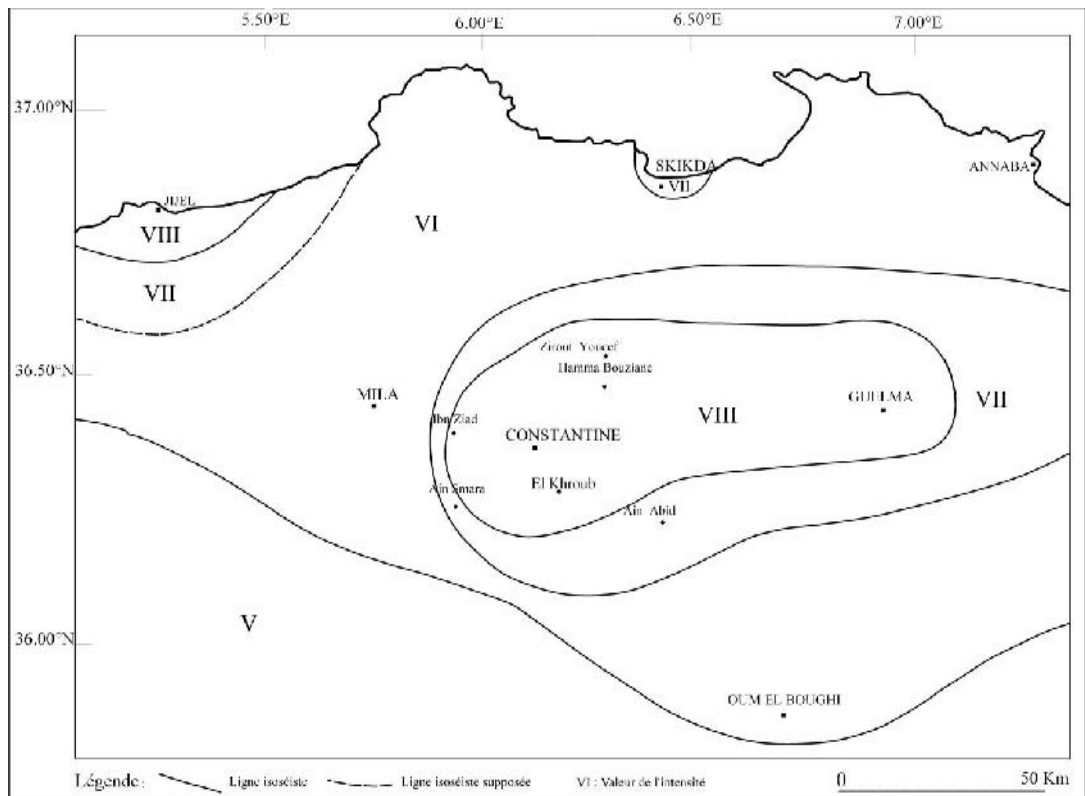 5.50°E 6.00°E 6.50°E 7.00°E
37.00°N
SKIKDA
VII
ANNABA
JIJEL
VIII
VI
VII
36.50°N
Zirout Youcef
Hamma Bouziane
MILA
VIII
GUELMA
VII
Ibn Ziad
CONSTANTINE
Ain Smara
El Khroub
Ain Abid
V
36.00°N
OUM EL BOUGHI
Légende: Ligne isoséiste Ligne isoséiste supposée VI : Valeur de l'intensité 0 50 Km